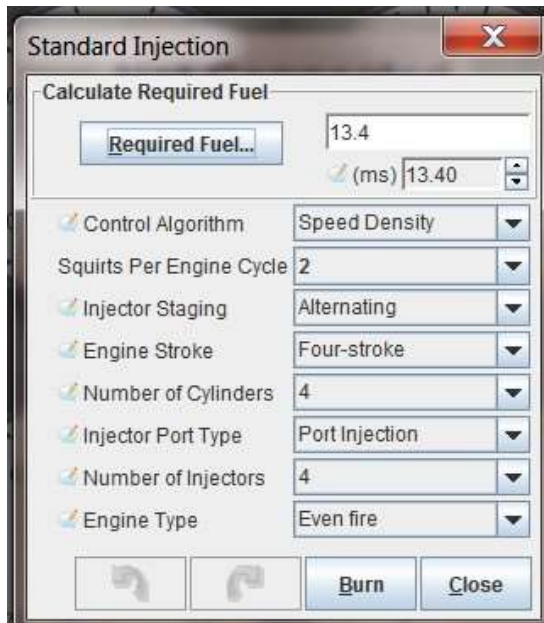 Standard Injection
X
Calculate Required Fuel
Required Fuel...
13.4
(ms) 13.40
Control Algorithm Speed Density
Squirts Per Engine Cycle 2
Injector Staging Alternating
Engine Stroke Four-stroke
Number of Cylinders 4
Injector Port Type Port Injection
Number of Injectors 4
Engine Type Even fire
Burn Close